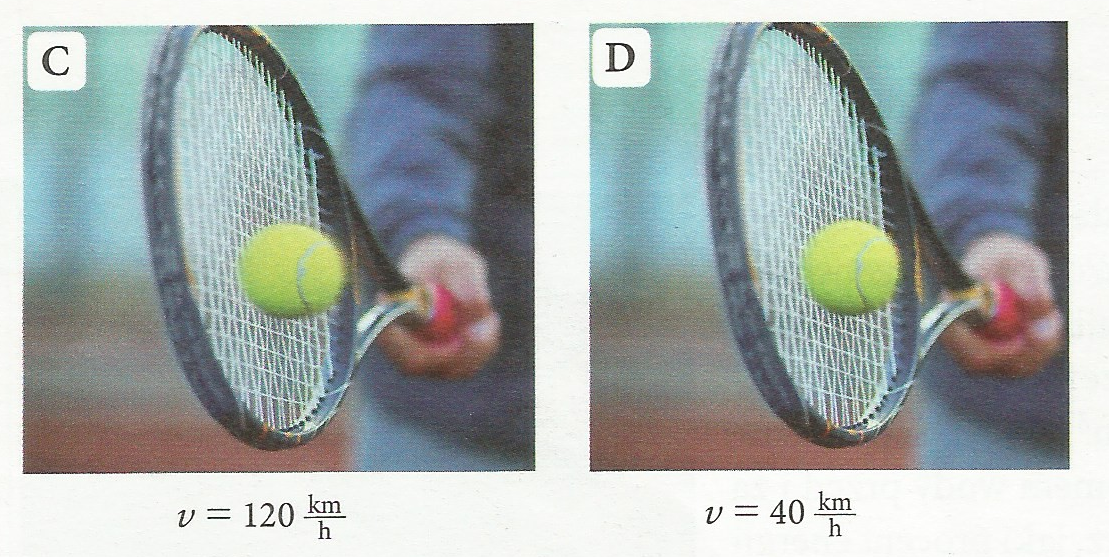 C
D
v = 120 km/h
v = 40 km/h